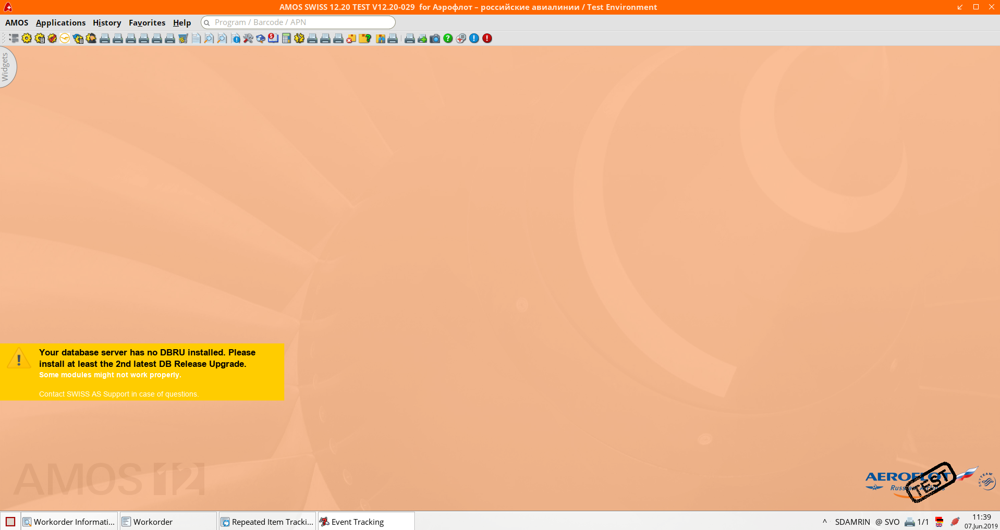 AMOS SWISS 12.20 TEST V12.20-029 for Аэрофлот – российские авиалинии / Test Environment
AMOS Applications History Favorites Help Program / Barcode / APN
Widgets
Your database server has no DBRU installed. Please
install at least the 2nd latest DB Release Upgrade.
Some modules might not work properly.
Contact SWISS AS Support in case of questions.
AMOS 12
AEROFLOT
Russian Airlines
TEST
SKYTEAM
Workorder Informati... Workorder Repeated Item Tracki... Event Tracking ^ SDAMRIN @ SVO 1/1 11:39
07.Jun.2019